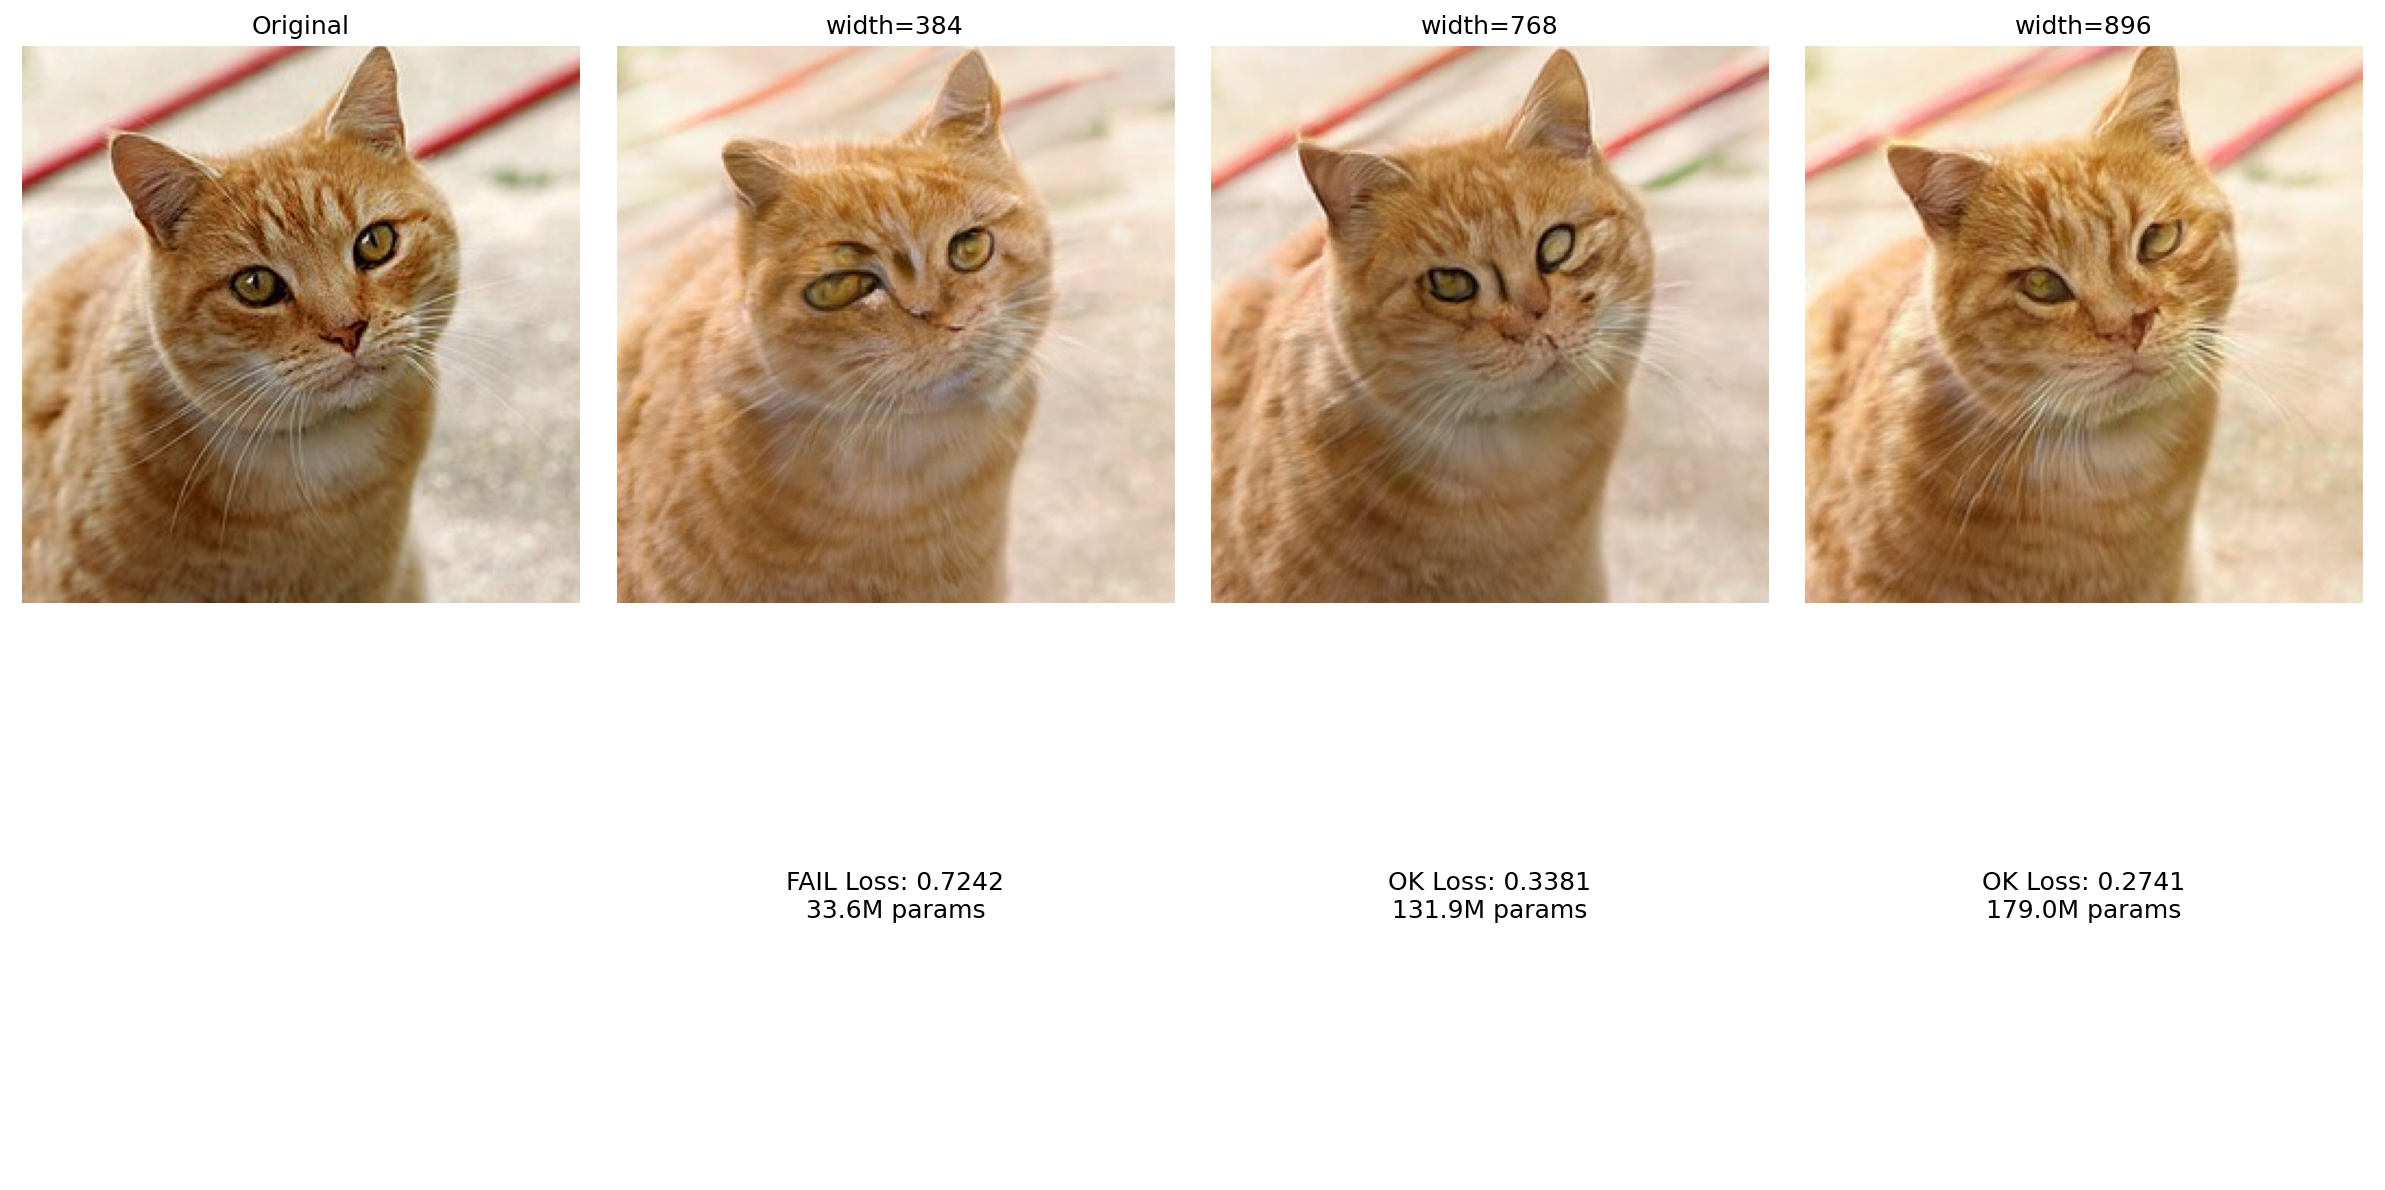 Original
width=384
width=768
width=896
FAIL Loss: 0.7242
33.6M params
OK Loss: 0.3381
131.9M params
OK Loss: 0.2741
179.0M params